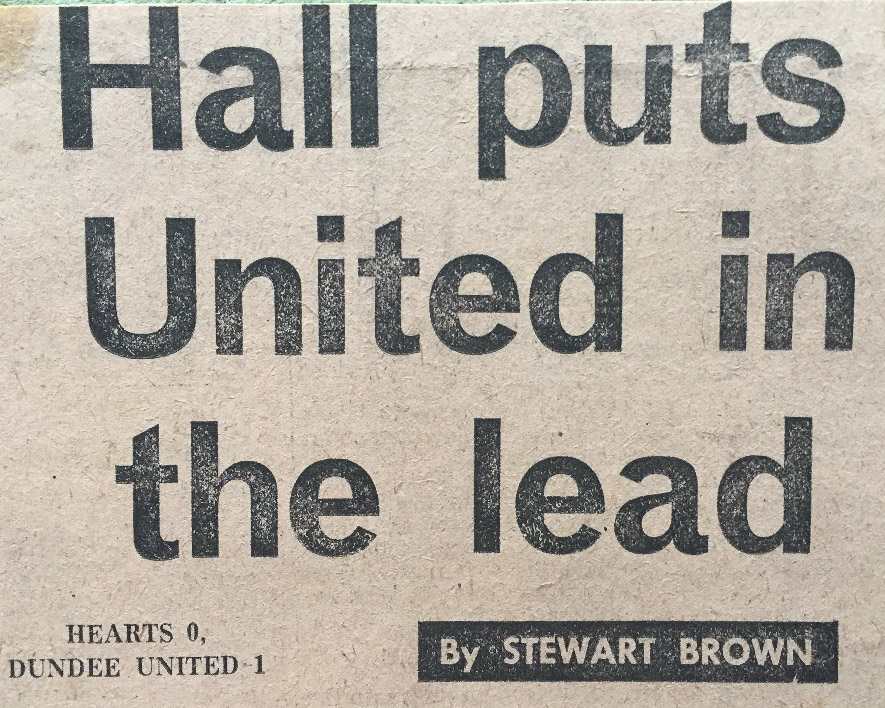 Hall puts
United in
the lead
HEARTS 0,
DUNDEE UNITED 1
By STEWART BROWN